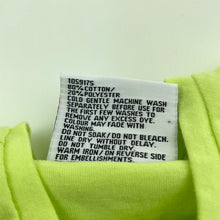 1059175
80% COTTON/
20% POLYESTER
COLD GENTLE MACHINE WASH
SEPARATELY BEFORE USE FOR
THE FIRST FEW WASHES TO
REMOVE ANY EXCESS DYE.
COLOUR MAY FADE WITH
WASHING.
DO NOT SOAK/ DO NOT BLEACH.
LINE DRY WITHOUT DELAY.
DO NOT TUMBLE DRY.
WARM IRON/ ON REVERSE SIDE
FOR EMBELLISHMENTS.